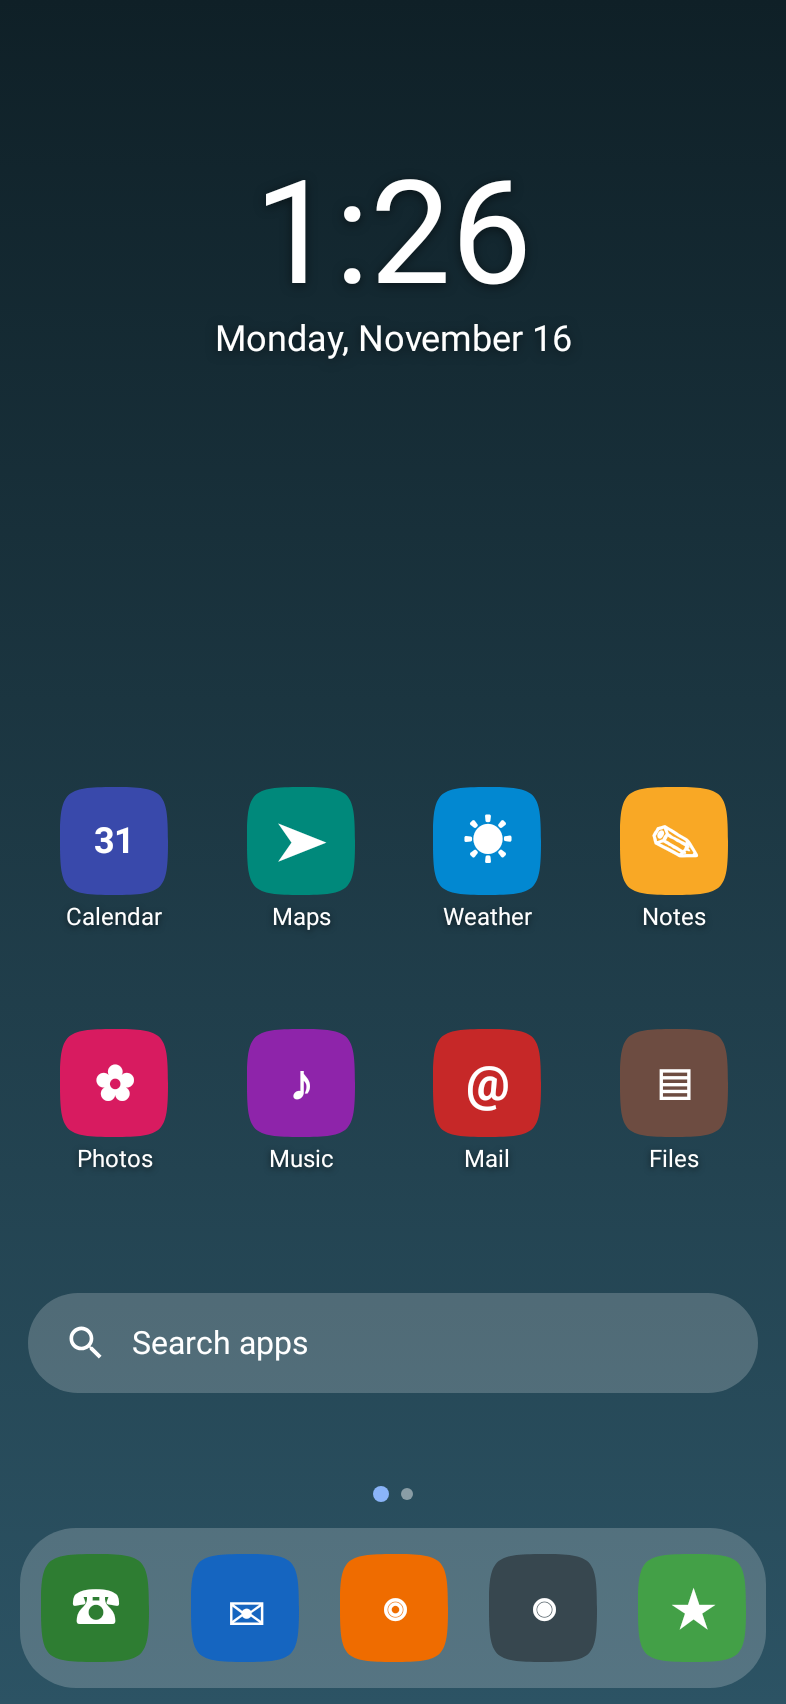 1:26
Monday, November 16
31
Calendar
Maps
Weather
Notes
@
Photos
Music
Mail
Files
Search apps